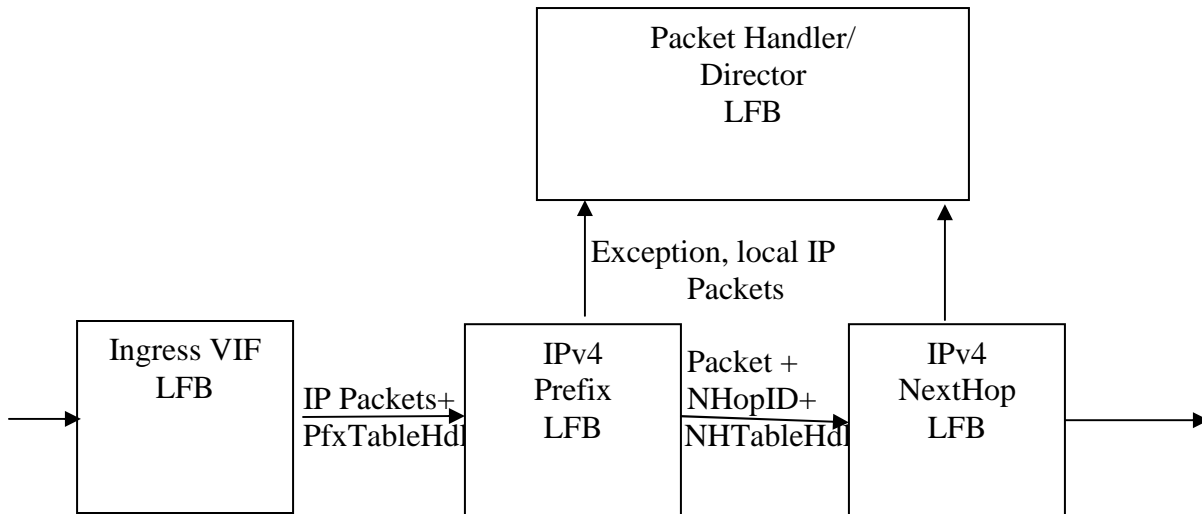 Packet Handler/
Director
LFB
Exception, local IP
Packets
Ingress VIF
LFB
IP Packets+
PfxTableHdl
IPv4
Prefix
LFB
Packet +
NHopID+
NHTableHdl
IPv4
NextHop
LFB